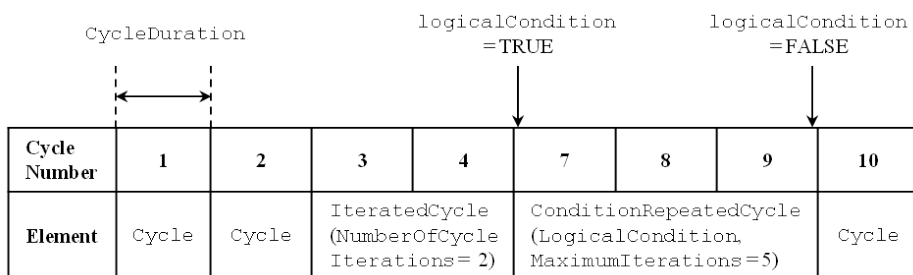 CycleDuration
logicalCondition
=TRUE
logicalCondition
=FALSE
Cycle
Number
1
2
3
4
7
8
9
10
Element
Cycle
Cycle
IteratedCycle
(NumberOfCycle
Iterations= 2)
ConditionRepeatedCycle
(LogicalCondition,
MaximumIterations=5)
Cycle